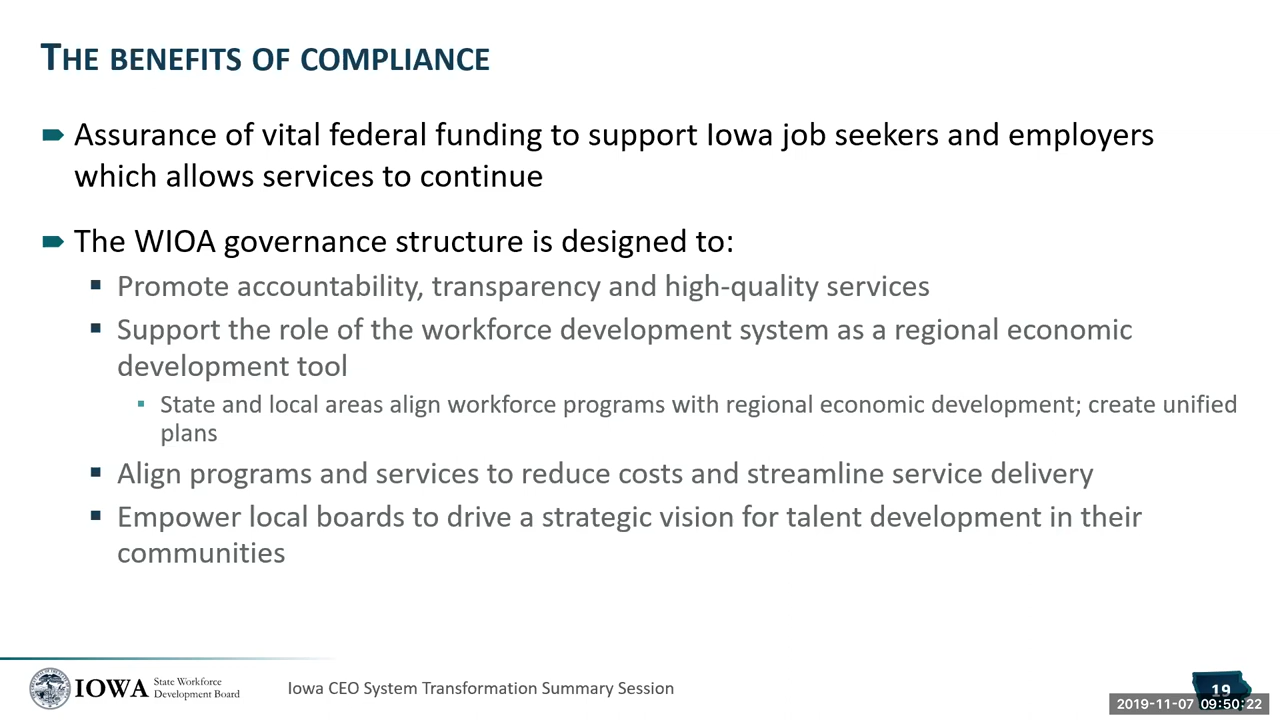 THE BENEFITS OF COMPLIANCE
Assurance of vital federal funding to support Iowa job seekers and employers
which allows services to continue
The WIOA governance structure is designed to:
Promote accountability, transparency and high-quality services
Support the role of the workforce development system as a regional economic
development tool
State and local areas align workforce programs with regional economic development; create unified
plans
Align programs and services to reduce costs and streamline service delivery
Empower local boards to drive a strategic vision for talent development in their
communities
IOWA
State Workforce
Development Board
Iowa CEO System Transformation Summary Session
19
2019-11-07 09:50:22